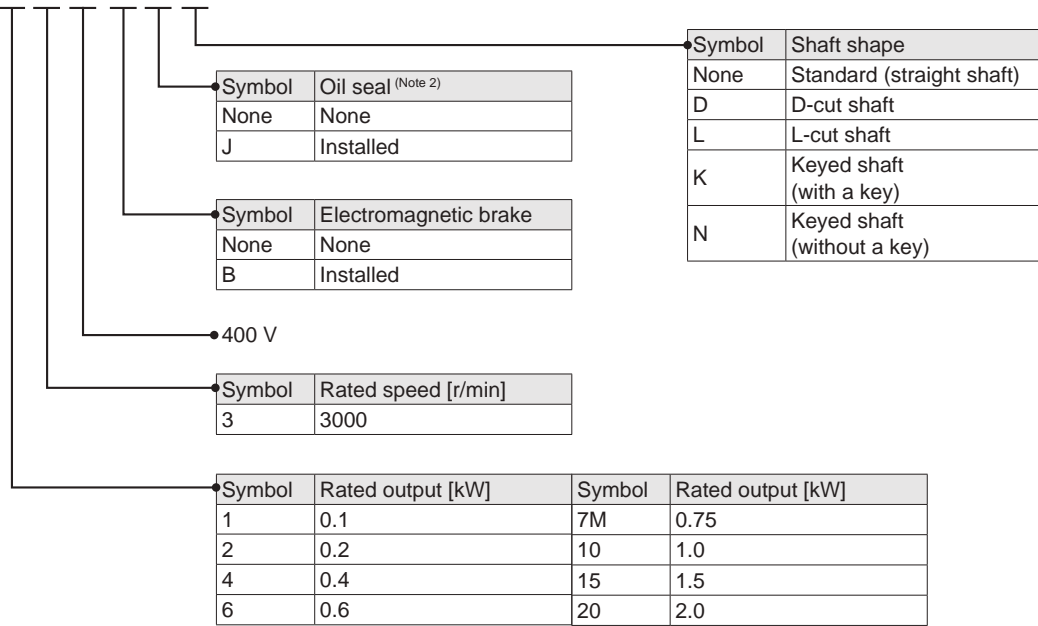 Symbol Shaft shape
None Standard (straight shaft)
D D-cut shaft
L L-cut shaft
K Keyed shaft
(with a key)
N Keyed shaft
(without a key)
Symbol Oil seal (Note 2)
None None
J Installed
Symbol Electromagnetic brake
None None
B Installed
400 V
Symbol Rated speed [r/min]
3 3000
Symbol Rated output [kW] Symbol Rated output [kW]
1 0.1 7M 0.75
2 0.2 10 1.0
4 0.4 15 1.5
6 0.6 20 2.0